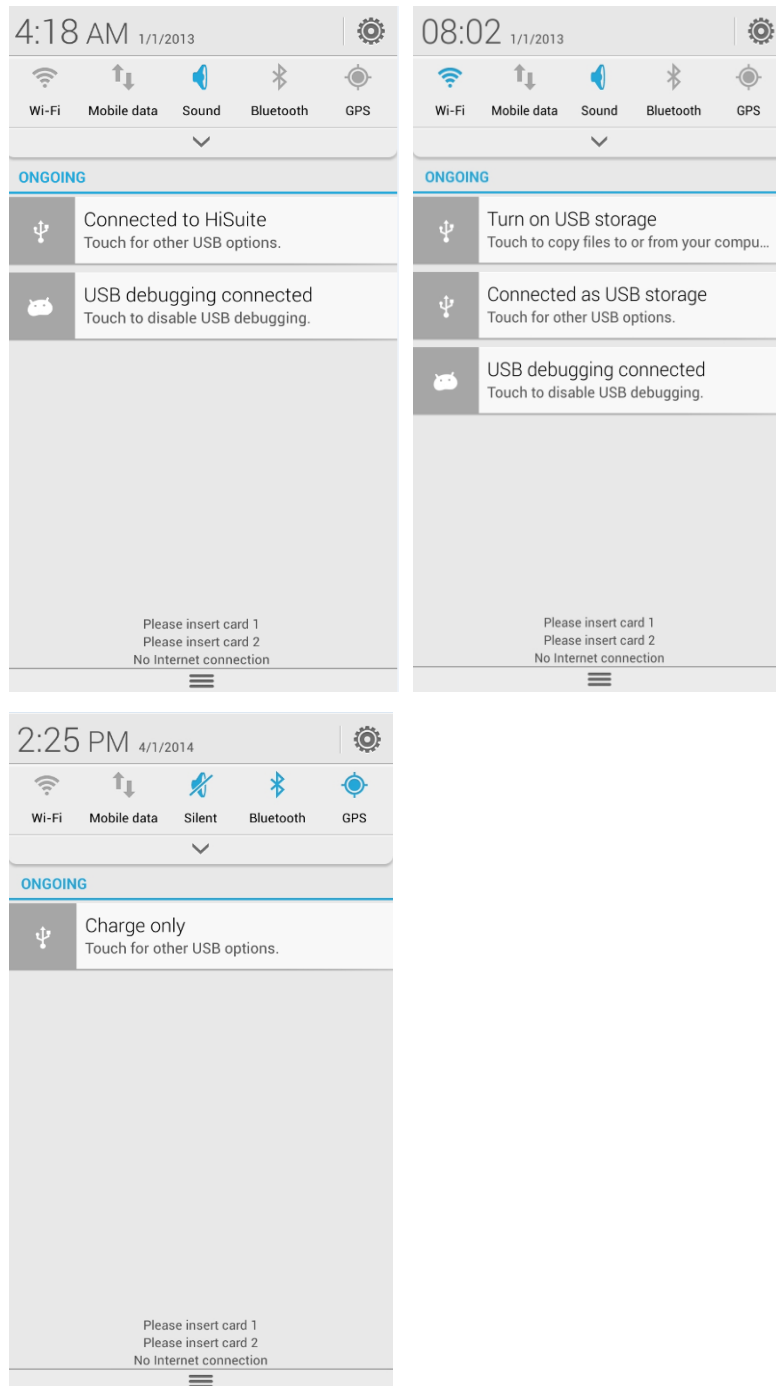 4:18 AM 1/1/2013
Wi-Fi Mobile data Sound Bluetooth GPS
ONGOING
Connected to HiSuite
Touch for other USB options.
USB debugging connected
Touch to disable USB debugging.
Please insert card 1
Please insert card 2
No Internet connection
08:02 1/1/2013
Wi-Fi Mobile data Sound Bluetooth GPS
ONGOING
Turn on USB storage
Touch to copy files to or from your compu...
Connected as USB storage
Touch for other USB options.
USB debugging connected
Touch to disable USB debugging.
Please insert card 1
Please insert card 2
No Internet connection
2:25 PM 4/1/2014
Wi-Fi Mobile data Silent Bluetooth GPS
ONGOING
Charge only
Touch for other USB options.
Please insert card 1
Please insert card 2
No Internet connection